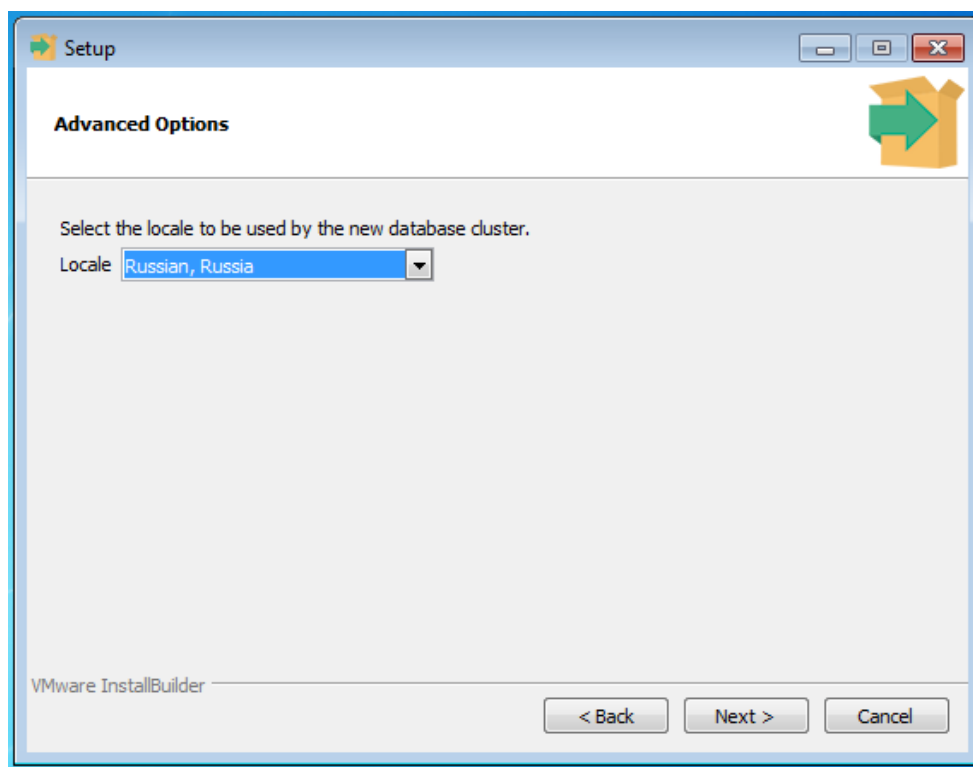 Setup
Advanced Options
Select the locale to be used by the new database cluster.
Locale Russian, Russia
VMware InstallBuilder
< Back Next > Cancel